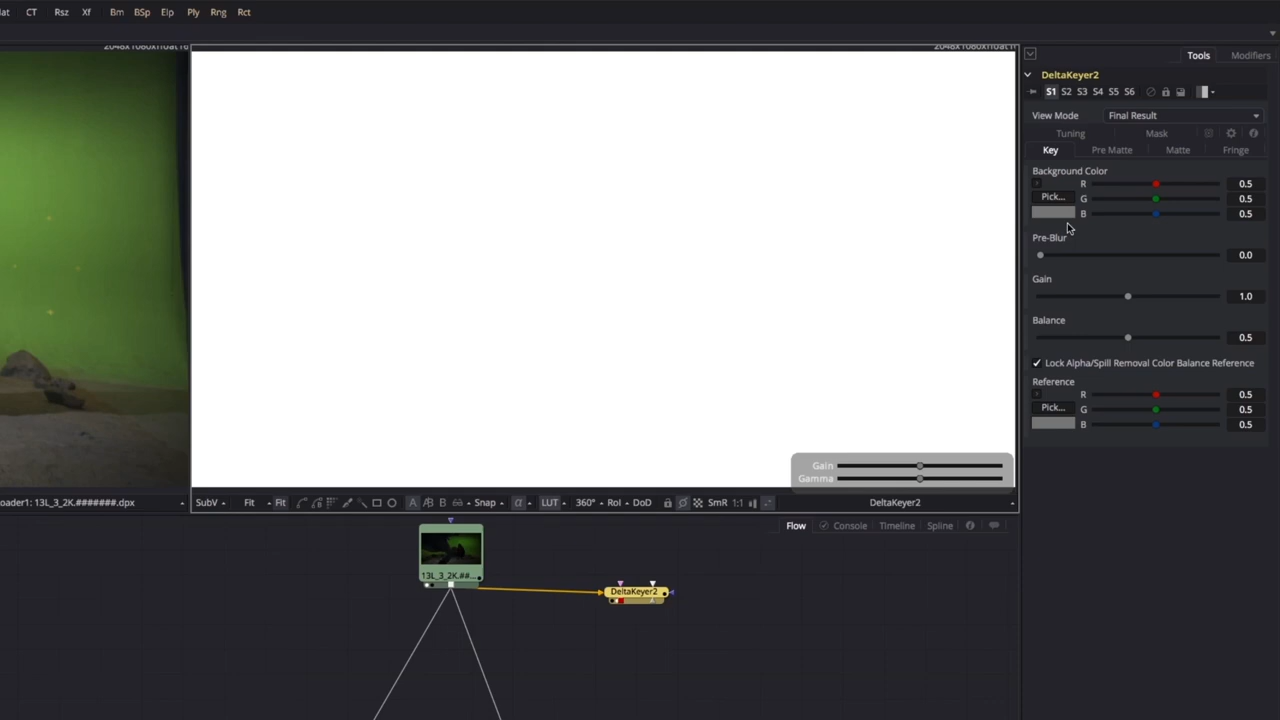 CT Rsz Xf Bm BSp Elp Ply Rng Rct
Tools Modifiers
DeltaKeyer2
S1 S2 S3 S4 S5 S6
View Mode Final Result
Tuning Mask
Key Pre Matte Matte Fringe
Background Color
R 0.5
Pick... G 0.5
B 0.5
Pre-Blur
0.0
Gain
1.0
Balance
0.5
Lock Alpha/Spill Removal Color Balance Reference
Reference
R 0.5
Pick... G 0.5
B 0.5
Gain
Gamma
oader1: 13L_3_2K.#######.dpx
SubV Fit Fit A A/B B Snap α LUT 360° RoI DoD SmR 1:1 DeltaKeyer2
Flow Console Timeline Spline
13L_3_2K.##...
DeltaKeyer2